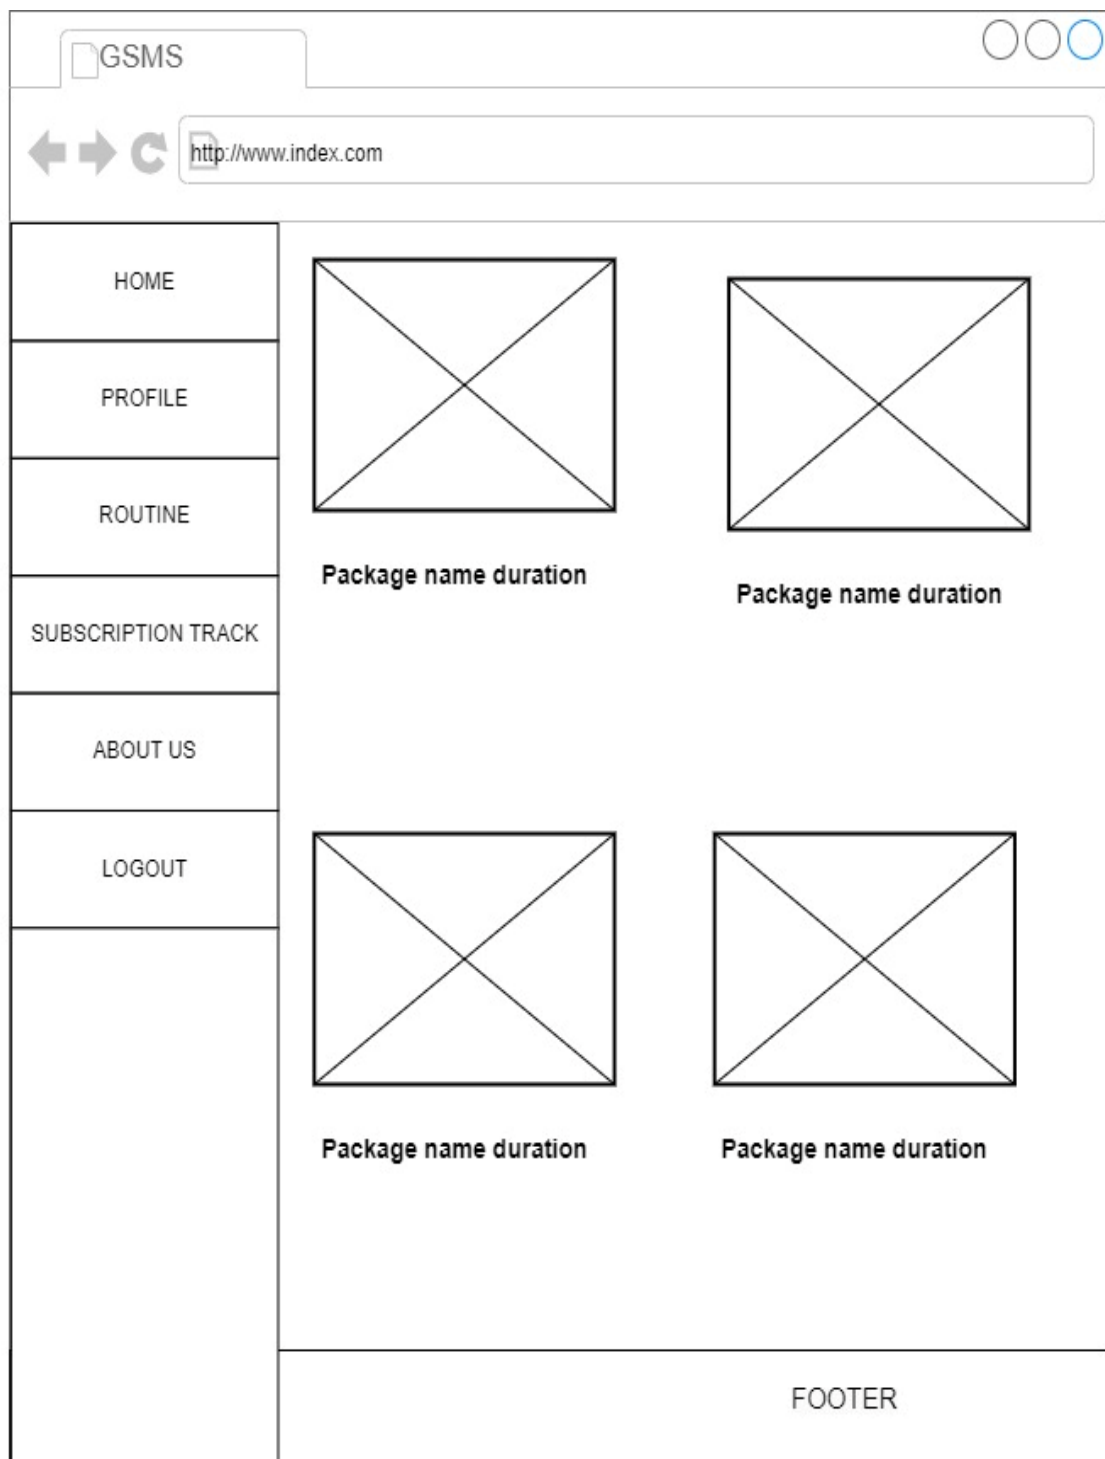 GSMS
http://www.index.com
HOME
PROFILE
ROUTINE
SUBSCRIPTION TRACK
ABOUT US
LOGOUT
Package name duration
Package name duration
Package name duration
Package name duration
FOOTER